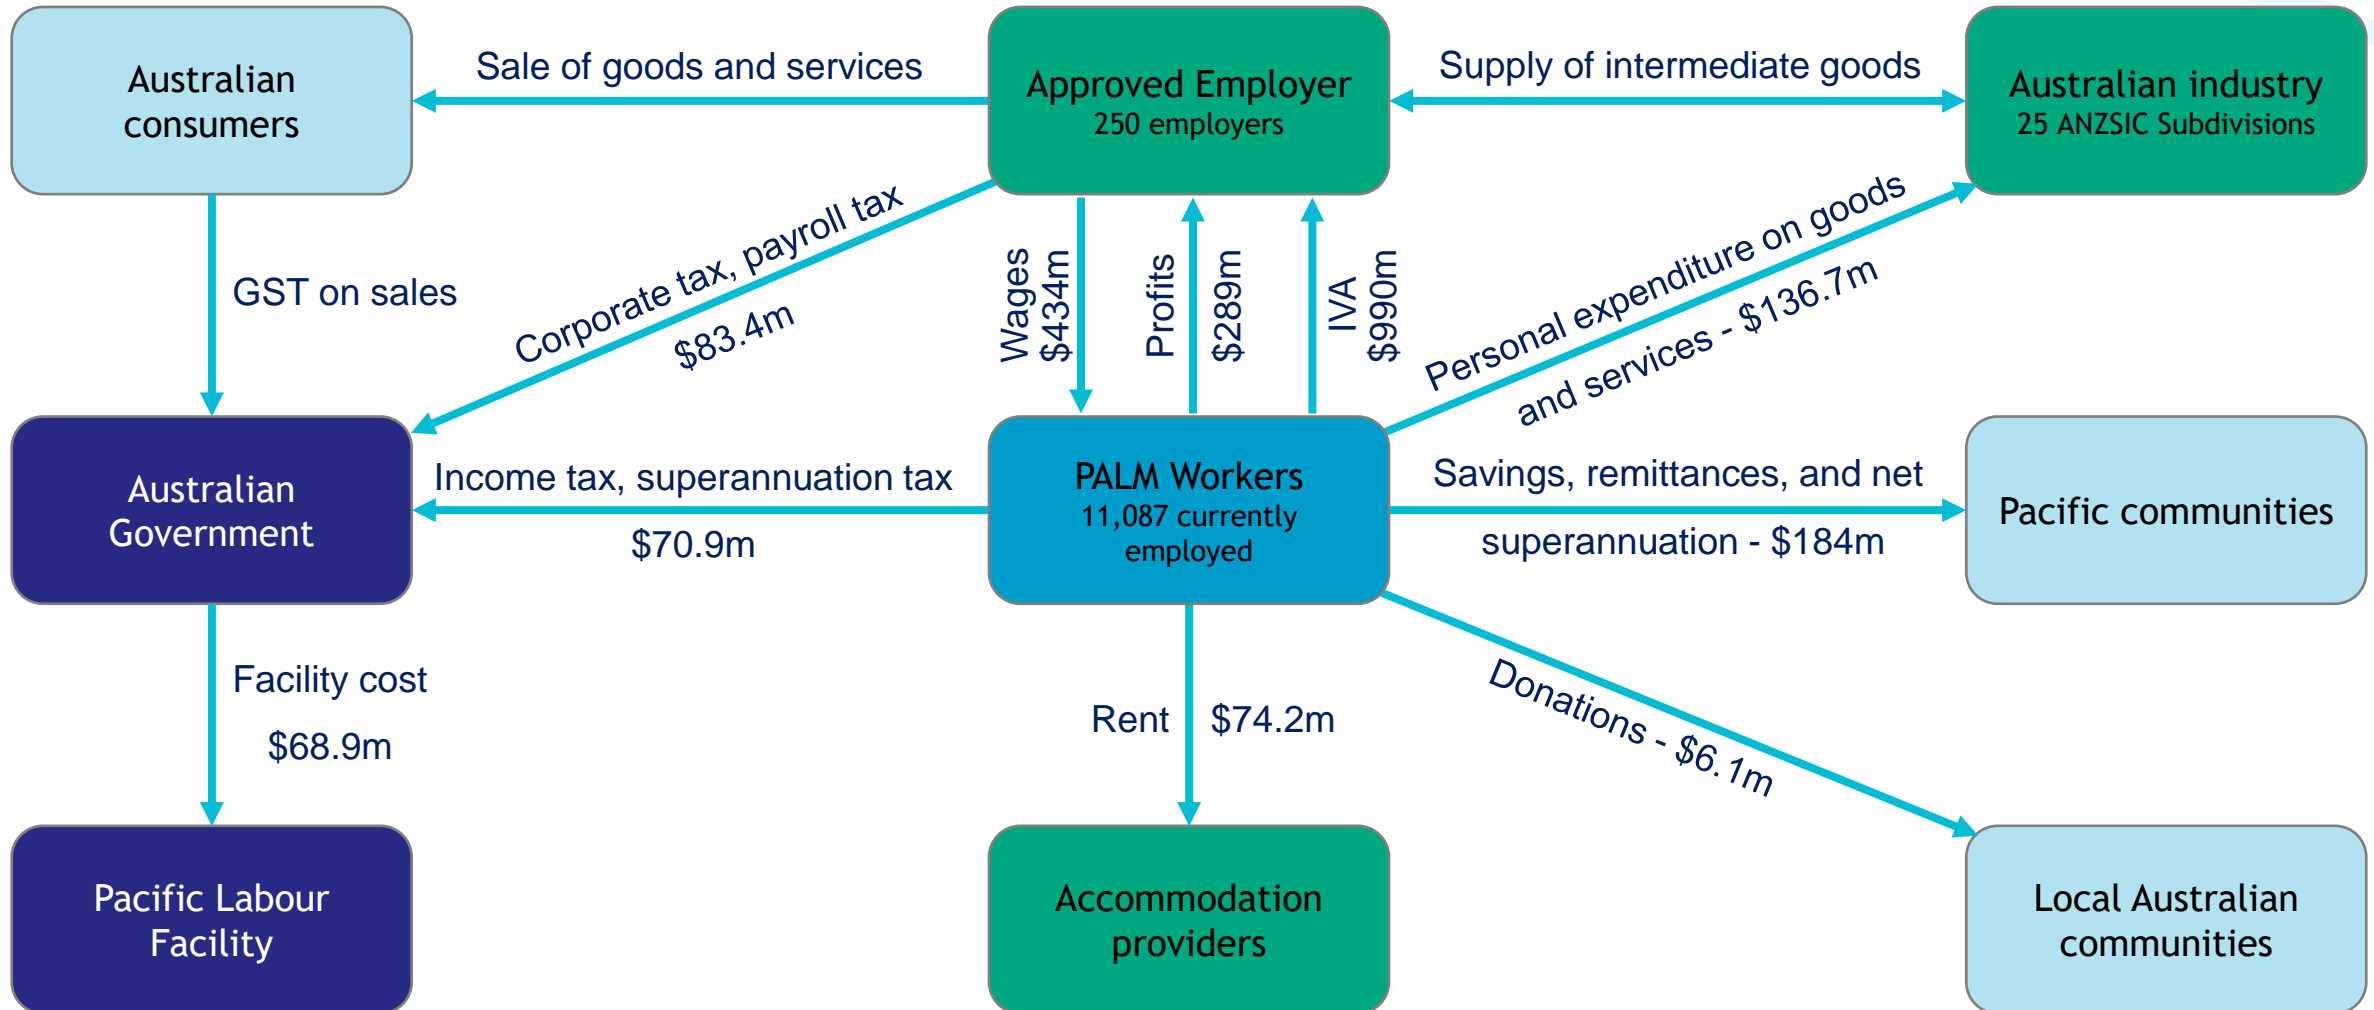 Australian
consumers
Sale of goods and services
Approved Employer
250 employers
Supply of intermediate goods
Australian industry
25 ANZSIC Subdivisions
GST on sales
Corporate tax, payroll tax
$83.4m
Wages
$434m
Profits
$289m
IVA
$990m
Personal expenditure on goods
and services - $136.7m
Australian
Government
Income tax, superannuation tax
$70.9m
PALM Workers
11,087 currently
employed
Savings, remittances, and net
superannuation - $184m
Pacific communities
Facility cost
$68.9m
Rent
$74.2m
Donations - $6.1m
Pacific Labour
Facility
Accommodation
providers
Local Australian
communities